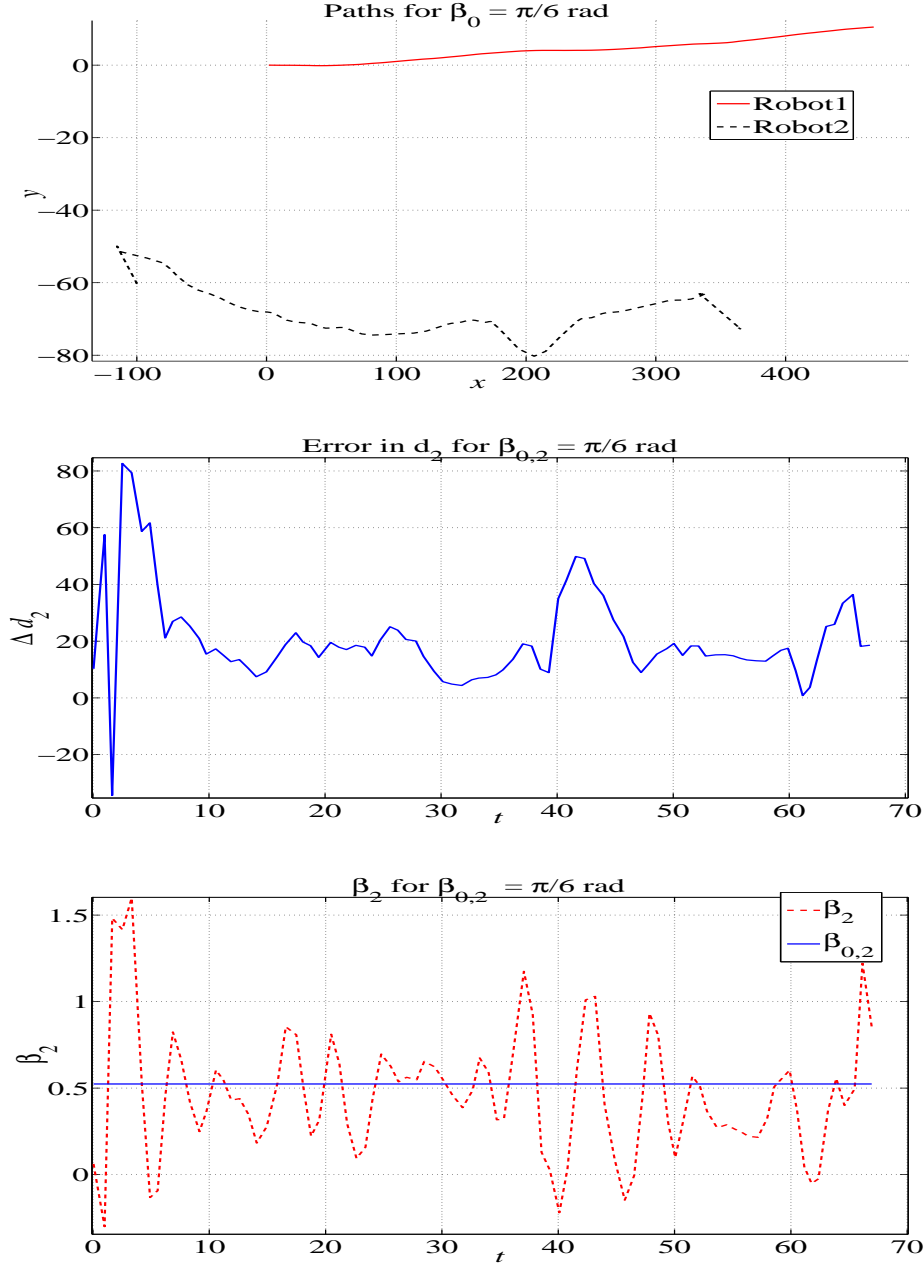 Paths for β₀ = π/6 rad
0
−20
−40
−60
−80
y
Robot1
Robot2
−100 0 100 200 300 400
x
Error in d₂ for β₀,₂ = π/6 rad
80
60
40
20
0
−20
Δ d₂
0 10 20 30 40 50 60 70
t
β₂ for β₀,₂ = π/6 rad
1.5
1
0.5
0
β₂
β₂
β₀,₂
0 10 20 30 40 50 60 70
t